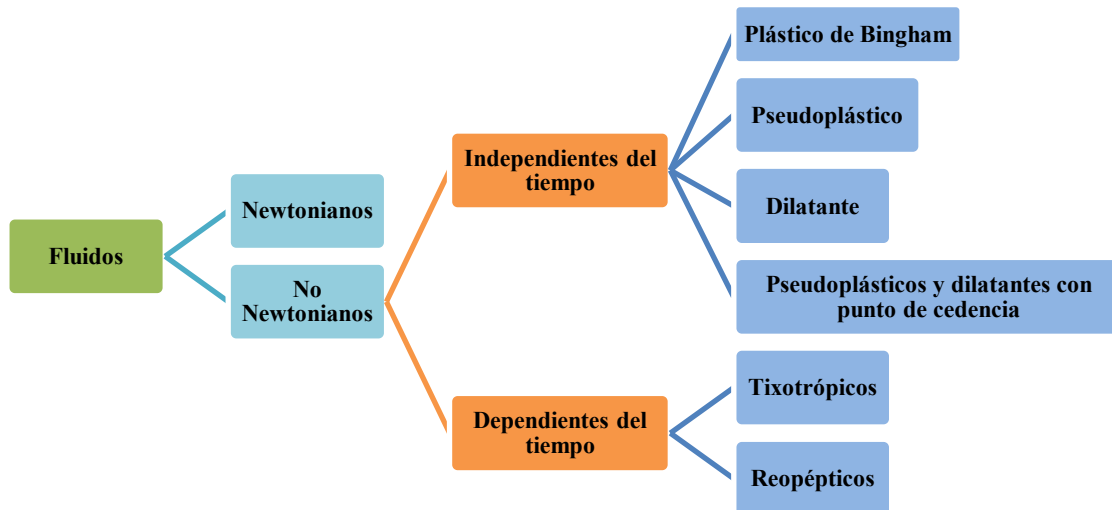 Fluidos
Newtonianos
No
Newtonianos
Independientes del
tiempo
Plástico de Bingham
Pseudoplástico
Dilatante
Pseudoplásticos y dilatantes con
punto de cedencia
Dependientes del
tiempo
Tixotrópicos
Reopépticos